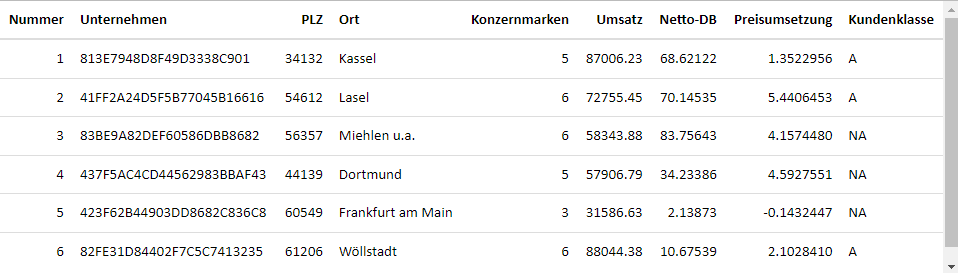 Nummer Unternehmen PLZ Ort Konzernmarken Umsatz Netto-DB Preisumsetzung Kundenklasse
1 813E7948D8F49D3338C901 34132 Kassel 5 87006.23 68.62122 1.3522956 A
2 41FF2A24D5F5B77045B16616 54612 Lasel 6 72755.45 70.14535 5.4406453 A
3 83BE9A82DEF60586DBB8682 56357 Miehlen u.a. 6 58343.88 83.75643 4.1574480 NA
4 437F5AC4CD44562983BBAF43 44139 Dortmund 5 57906.79 34.23386 4.5927551 NA
5 423F62B44903DD8682C836C8 60549 Frankfurt am Main 3 31586.63 2.13873 -0.1432447 NA
6 82FE31D84402F7C5C7413235 61206 Wöllstadt 6 88044.38 10.67539 2.1028410 A